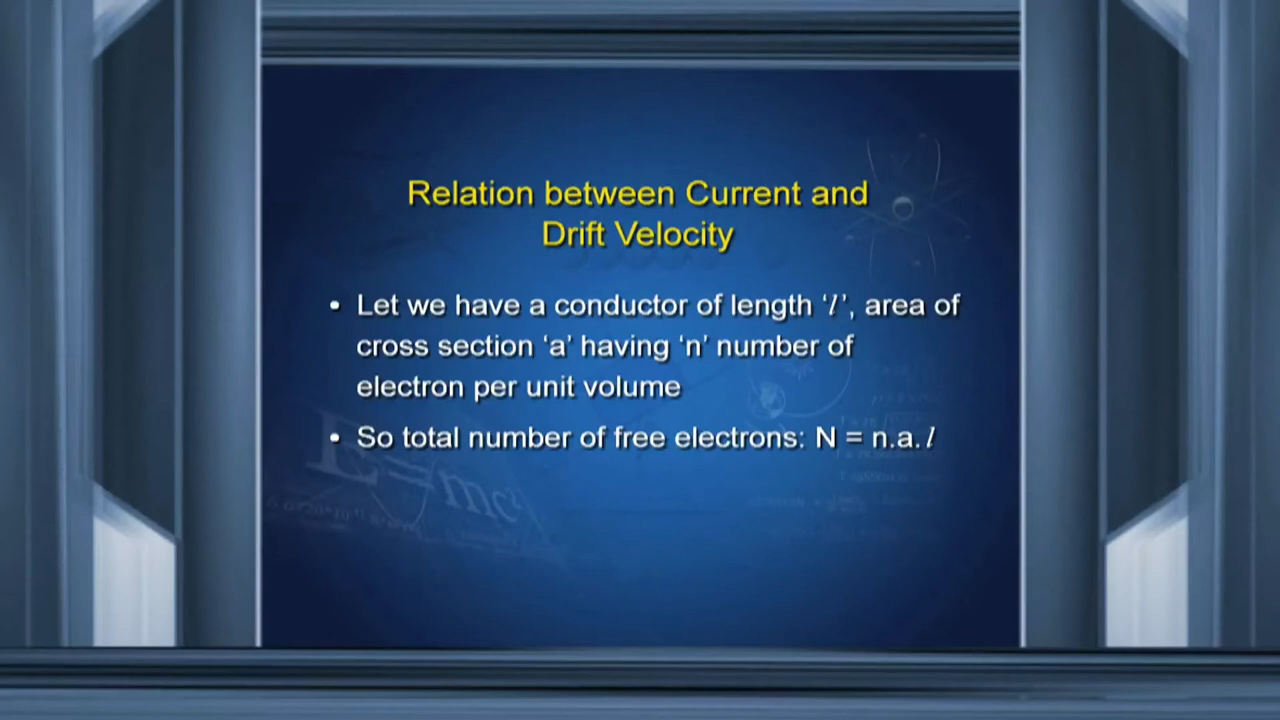 Relation between Current and
Drift Velocity
• Let we have a conductor of length ‘l’, area of
cross section ‘a’ having ‘n’ number of
electron per unit volume
• So total number of free electrons: N = n.a.l
E=mc²